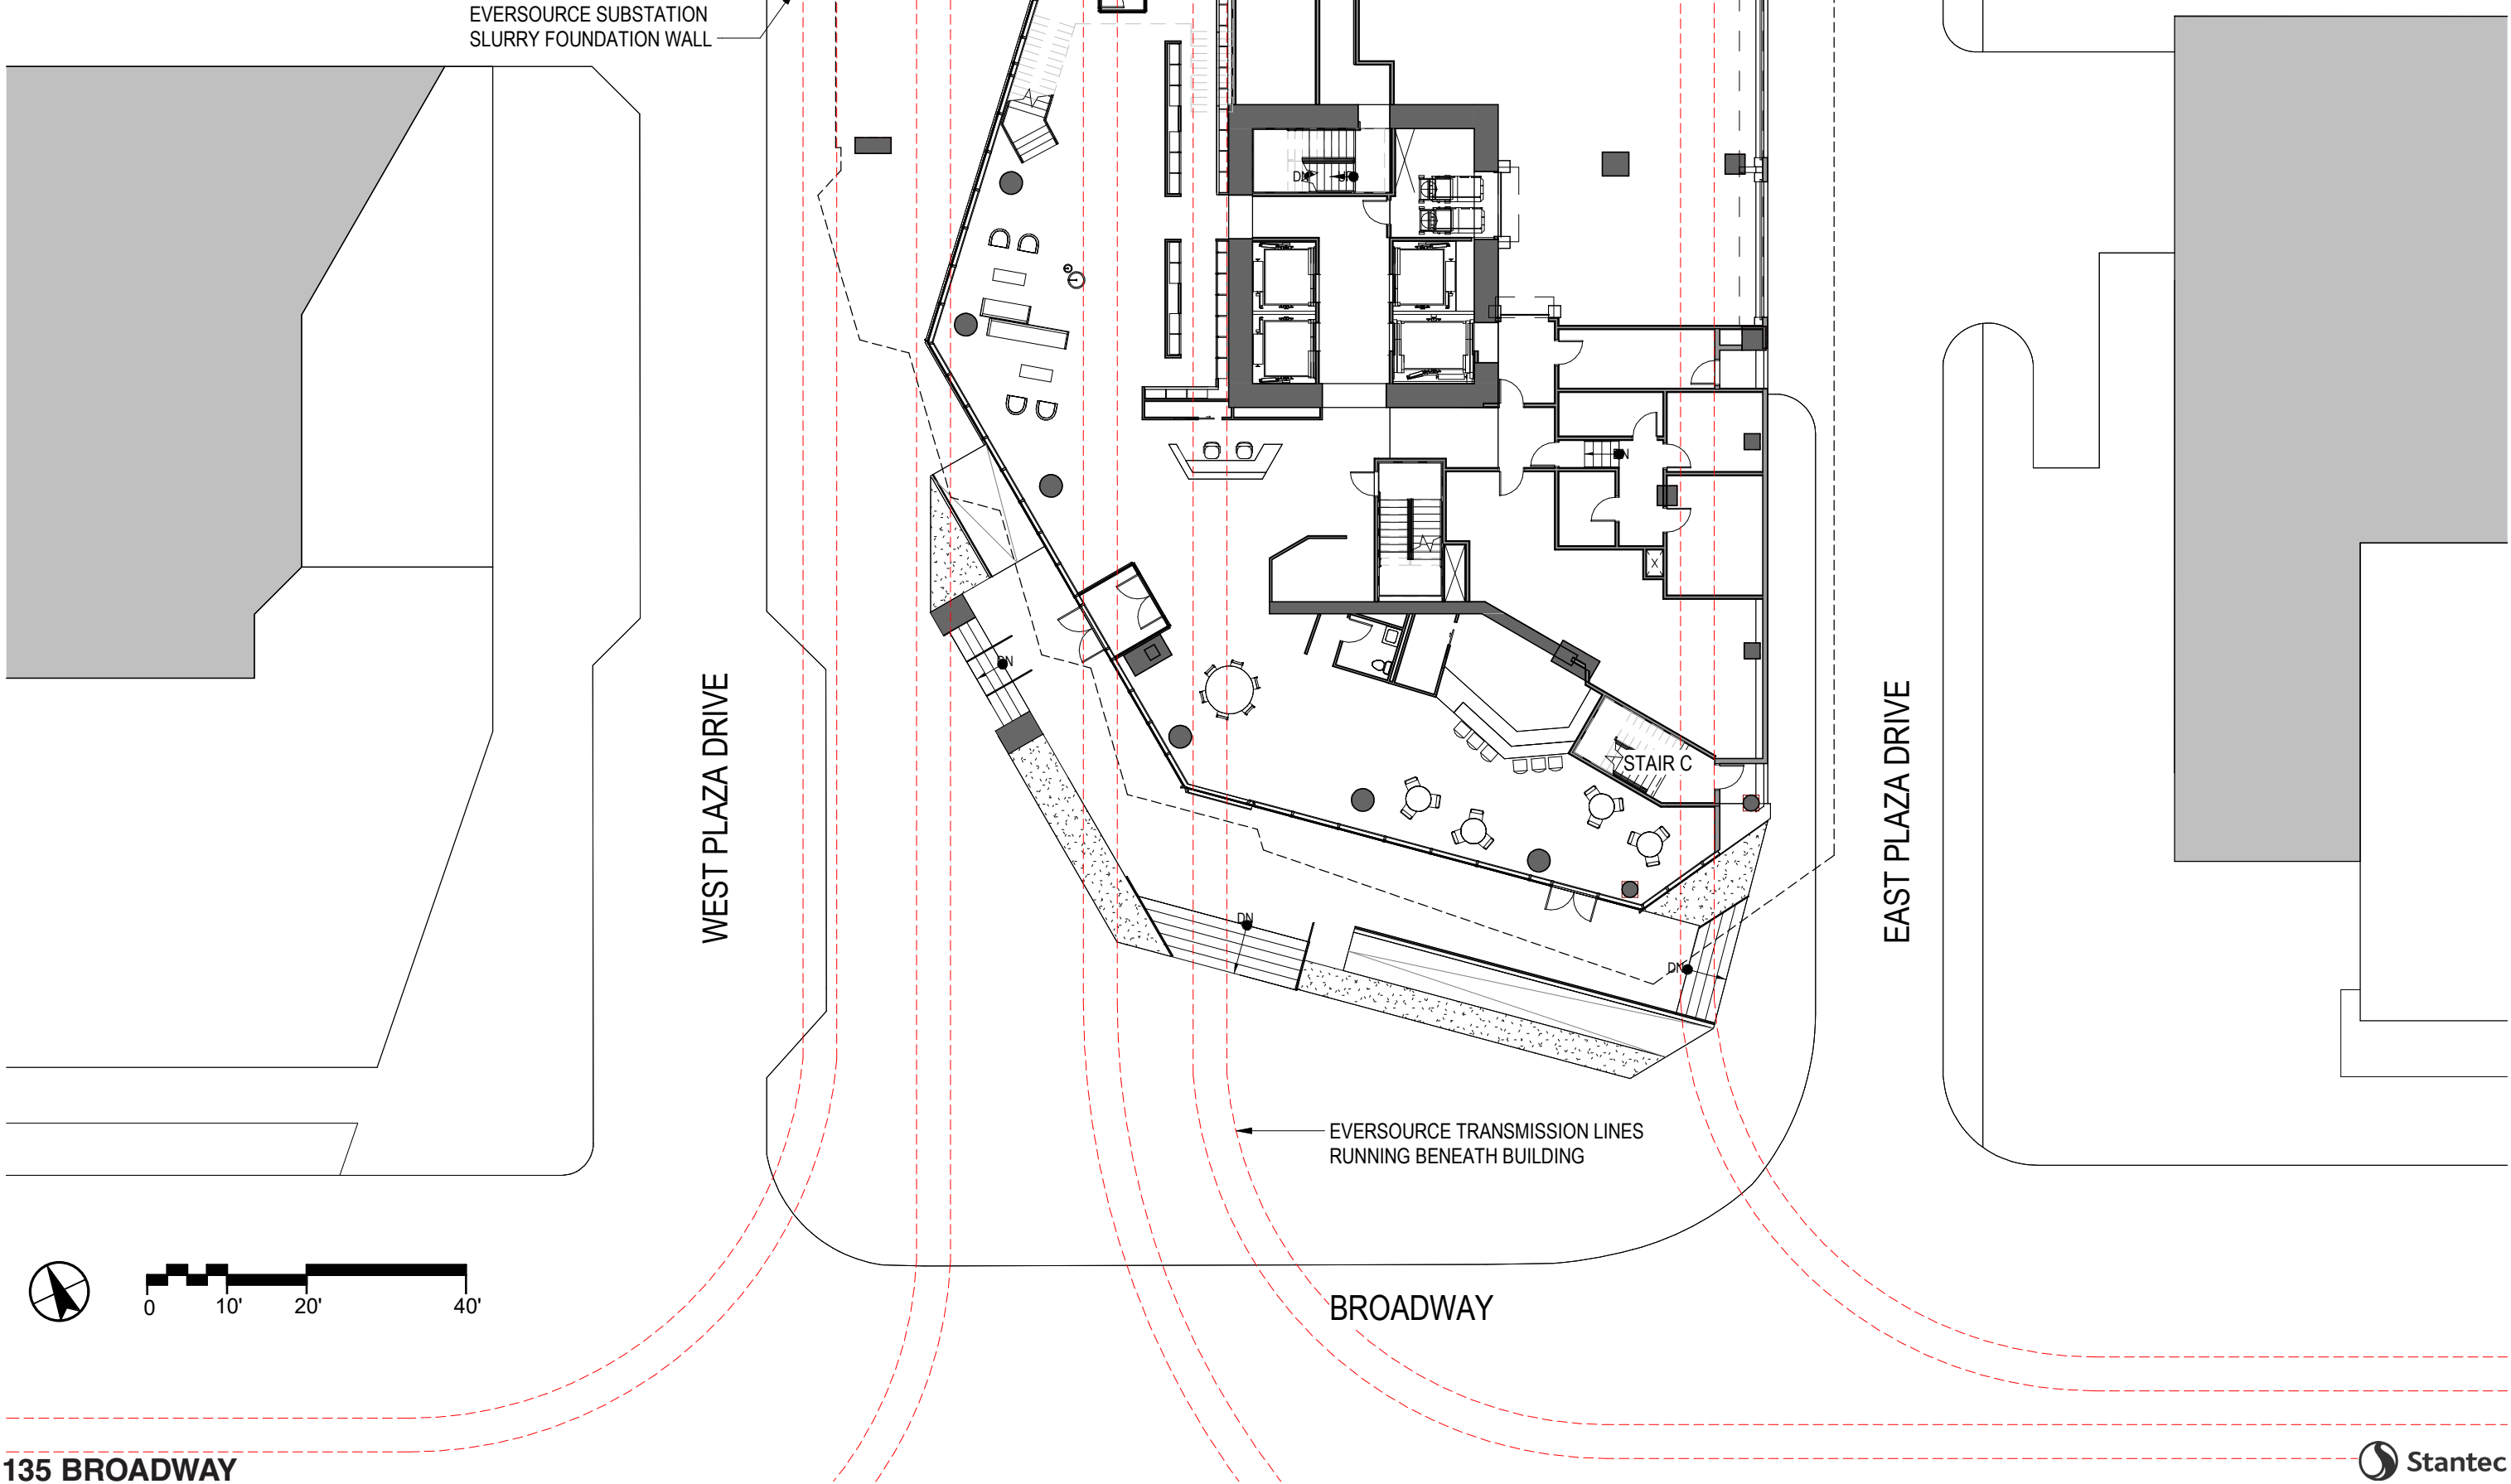 EVERSOURCE SUBSTATION
SLURRY FOUNDATION WALL
DN
DN
WEST PLAZA DRIVE
EAST PLAZA DRIVE
DN
STAIR C
DN
DN
X
EVERSOURCE TRANSMISSION LINES
RUNNING BENEATH BUILDING
0
10'
20'
40'
BROADWAY
135 BROADWAY
Stantec